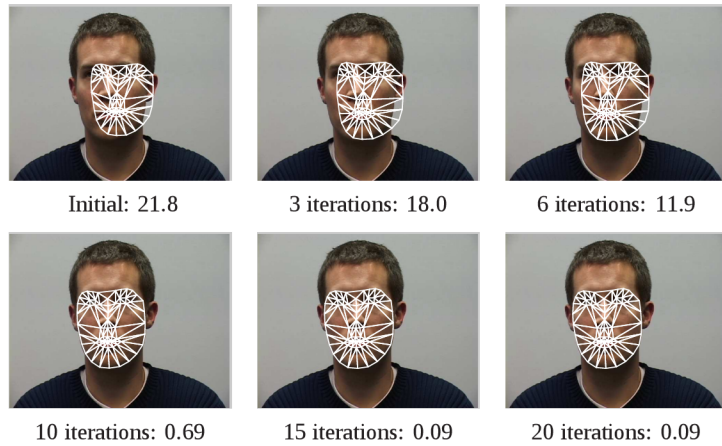 Initial: 21.8
3 iterations: 18.0
6 iterations: 11.9
10 iterations: 0.69
15 iterations: 0.09
20 iterations: 0.09